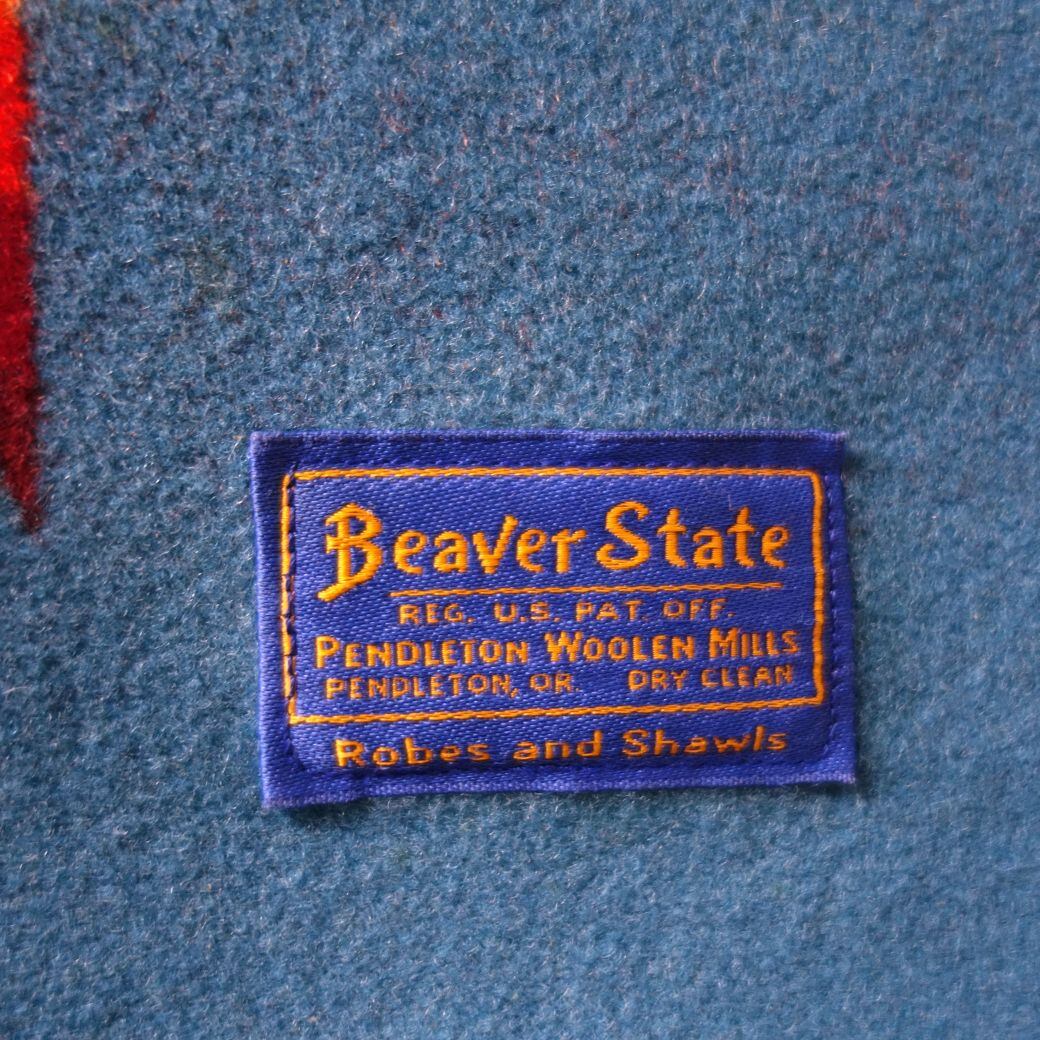 Beaver State
REG. U.S. PAT. OFF.
PENDLETON WOOLEN MILLS
PENDLETON, OR. DRY CLEAN
Robes and Shawls